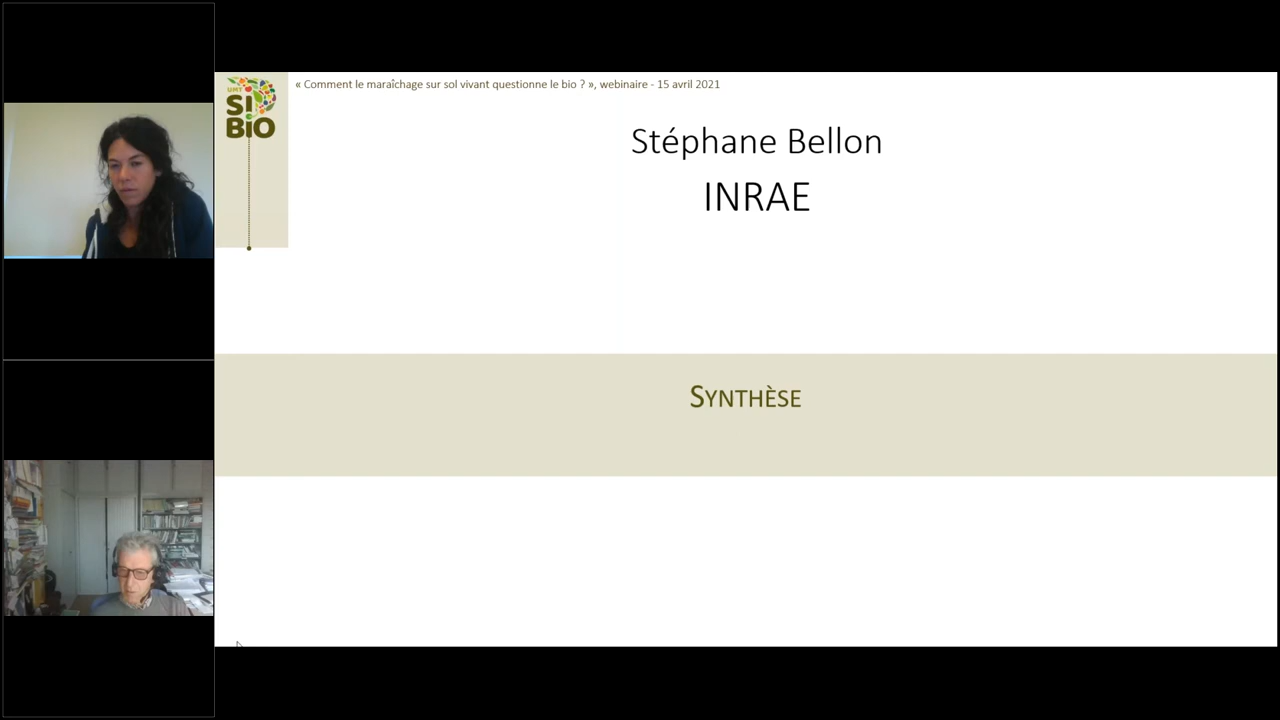 « Comment le maraîchage sur sol vivant questionne le bio ? », webinaire - 15 avril 2021
UMT
SI
BIO
Stéphane Bellon
INRAE
SYNTHÈSE